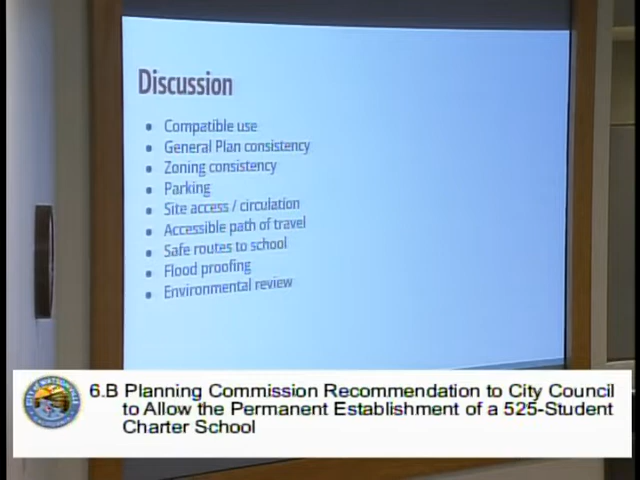 Discussion
• Compatible use
• General Plan consistency
• Zoning consistency
• Parking
• Site access / circulation
• Accessible path of travel
• Safe routes to school
• Flood proofing
• Environmental review
6.B Planning Commission Recommendation to City Council
to Allow the Permanent Establishment of a 525-Student
Charter School